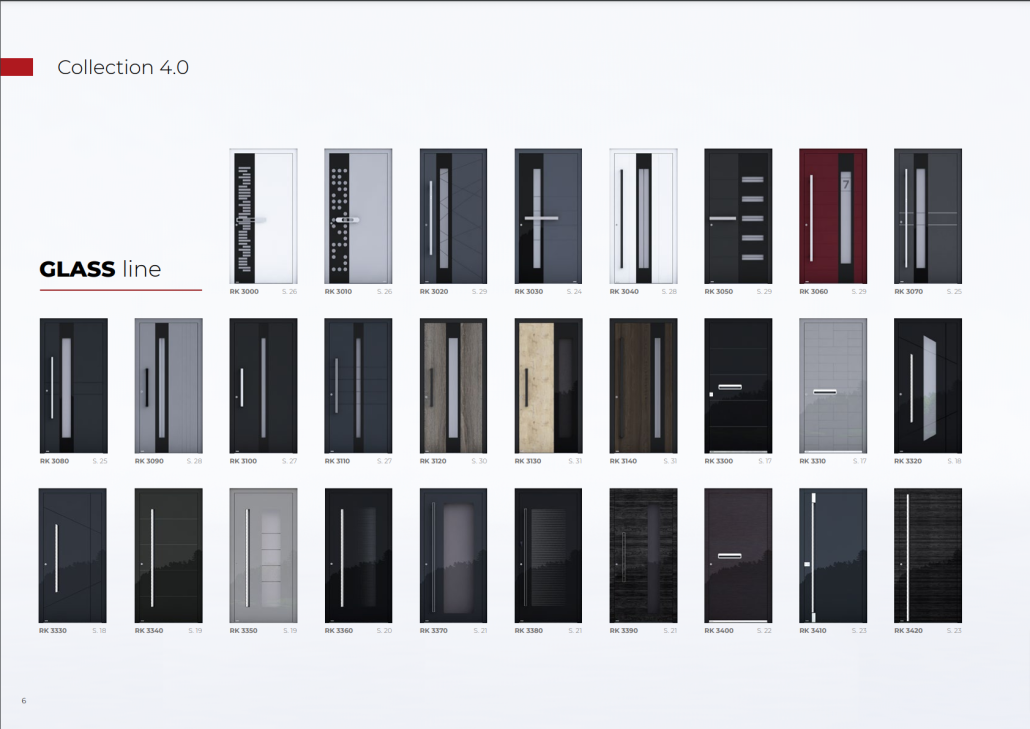 Collection 4.0
GLASS line
RK 3000 S. 26
RK 3010 S. 26
RK 3020 S. 29
RK 3030 S. 24
RK 3040 S. 28
RK 3050 S. 29
7
RK 3060 S. 29
RK 3070 S. 25
RK 3080 S. 25
RK 3090 S. 28
RK 3100 S. 27
RK 3110 S. 27
RK 3120 S. 30
RK 3130 S. 31
RK 3140 S. 31
RK 3300 S. 17
RK 3310 S. 17
RK 3320 S. 18
RK 3330 S. 18
RK 3340 S. 19
RK 3350 S. 19
RK 3360 S. 20
RK 3370 S. 21
RK 3380 S. 21
RK 3390 S. 21
RK 3400 S. 22
RK 3410 S. 23
RK 3420 S. 23
6